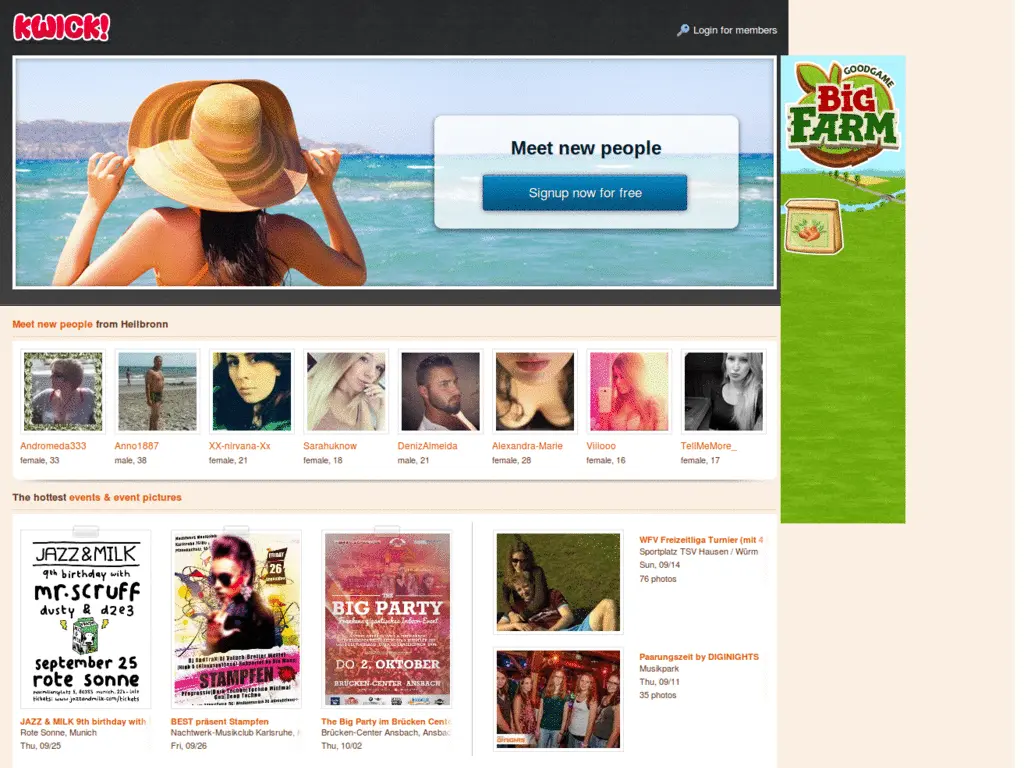 KWICK!
Login for members
GOODGAME
BIG
FARM
Meet new people
Signup now for free
Meet new people from Heilbronn
Andromeda333
female, 33
Anno1887
male, 38
XX-nirvana-Xx
female, 21
Sarahuknow
female, 18
DenizAlmeida
male, 21
Alexandra-Marie
female, 28
Viiiooo
female, 16
TellMeMore_
female, 17
The hottest events & event pictures
JAZZ&MILK
9th birthday with
mr.scruff
dusty & d2e3
september 25
rote sonne
JAZZ & MILK 9th birthday with
Rote Sonne, Munich
Thu, 09/25
FRIDAY
26
STAMPFEN
BEST präsent Stampfen
Nachtwerk-Musikclub Karlsruhe,
Fri, 09/26
THE
BIG PARTY
DO 2. OKTOBER
BRÜCKEN-CENTER ANSBACH
The Big Party im Brücken Cent
Brücken-Center Ansbach, Ansbac
Thu, 10/02
WFV Freizeitliga Turnier (mit 4
Sportplatz TSV Hausen / Würm
Sun, 09/14
76 photos
Paarungszeit by DIGINIGHTS
Musikpark
Thu, 09/11
35 photos